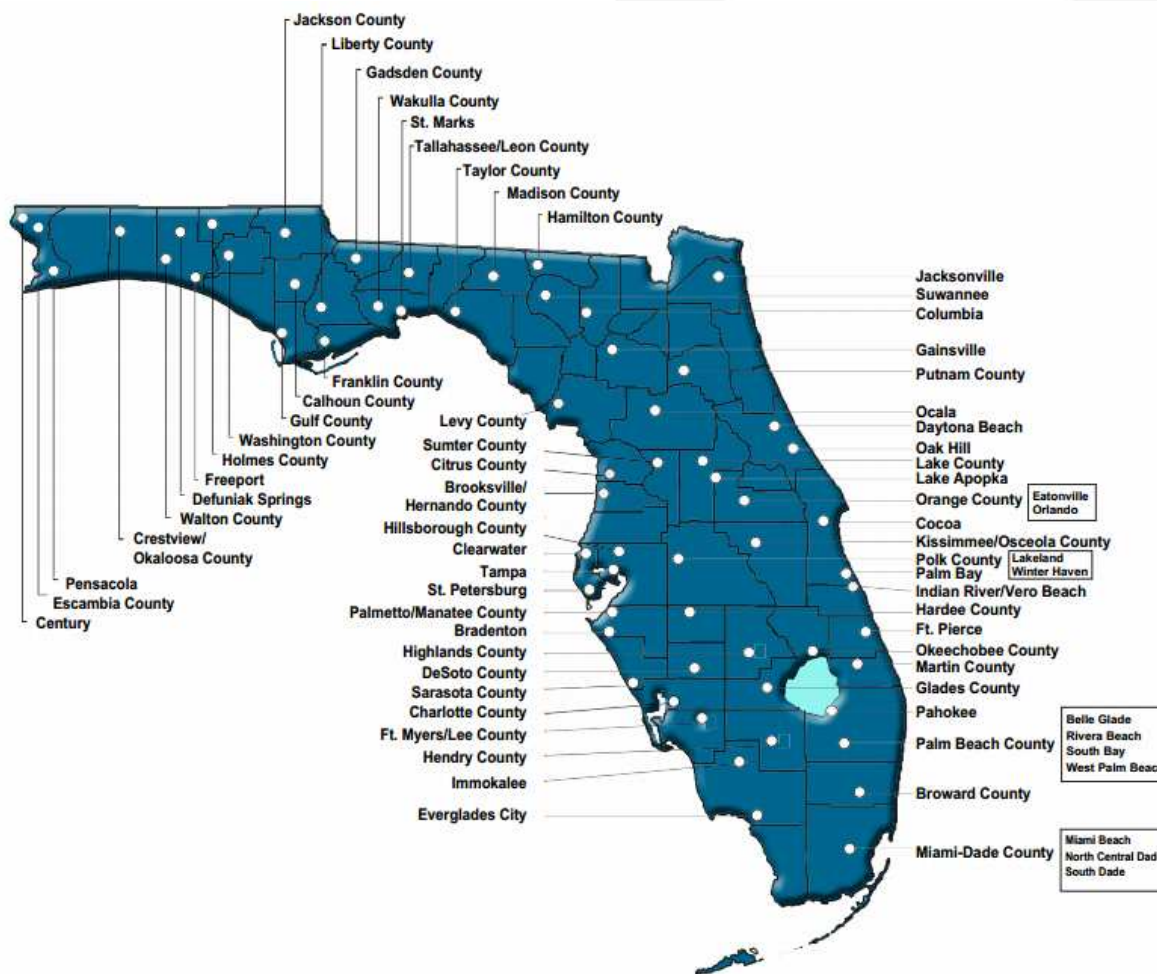 Jackson County
Liberty County
Gadsden County
Wakulla County
St. Marks
Tallahassee/Leon County
Taylor County
Madison County
Hamilton County
Jacksonville
Suwannee
Columbia
Gainsville
Putnam County
Ocala
Daytona Beach
Oak Hill
Lake County
Lake Apopka
Orange County
Eatonville
Orlando
Cocoa
Kissimmee/Osceola County
Polk County
Lakeland
Winter Haven
Palm Bay
Indian River/Vero Beach
Hardee County
Ft. Pierce
Okeechobee County
Martin County
Glades County
Pahokee
Palm Beach County
Belle Glade
Rivera Beach
South Bay
West Palm Beac
Broward County
Miami-Dade County
Miami Beach
North Central Dad
South Dade
Franklin County
Calhoun County
Gulf County
Washington County
Holmes County
Freeport
Defuniak Springs
Walton County
Crestview/
Okaloosa County
Pensacola
Escambia County
Century
Levy County
Sumter County
Citrus County
Brooksville/
Hernando County
Hillsborough County
Clearwater
Tampa
St. Petersburg
Palmetto/Manatee County
Bradenton
Highlands County
DeSoto County
Sarasota County
Charlotte County
Ft. Myers/Lee County
Hendry County
Immokalee
Everglades City